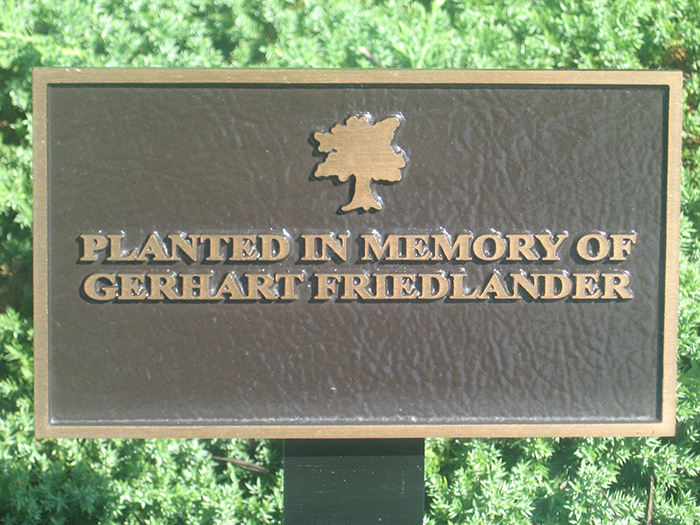 PLANTED IN MEMORY OF
GERHART FRIEDLANDER